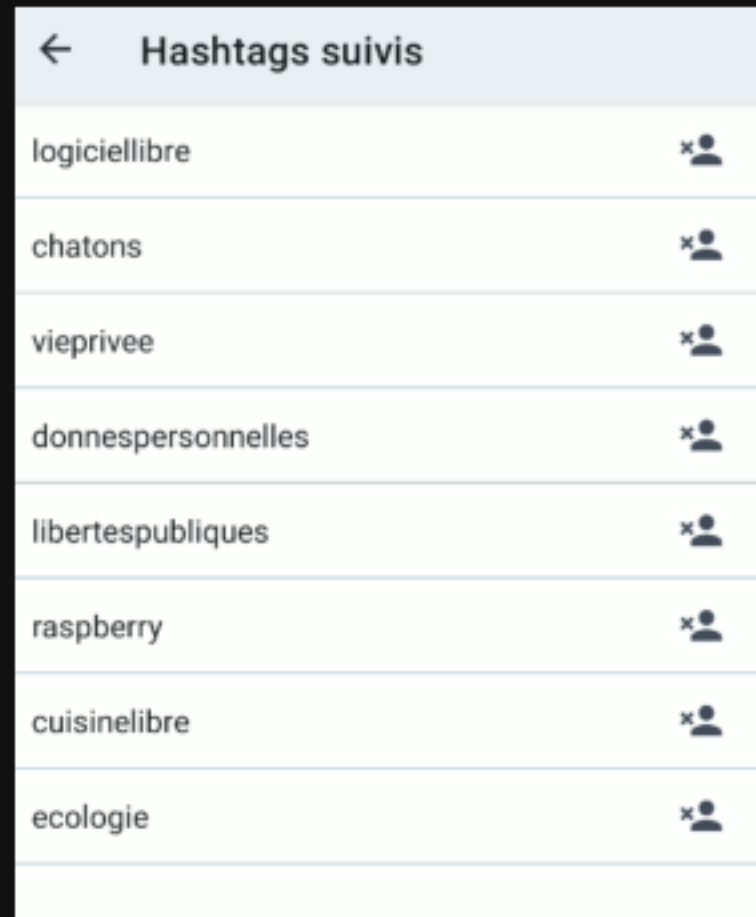 Hashtags suivis
logiciellibre
chatons
vieprivee
donnespersonnelles
libertespubliques
raspberry
cuisinelibre
ecologie